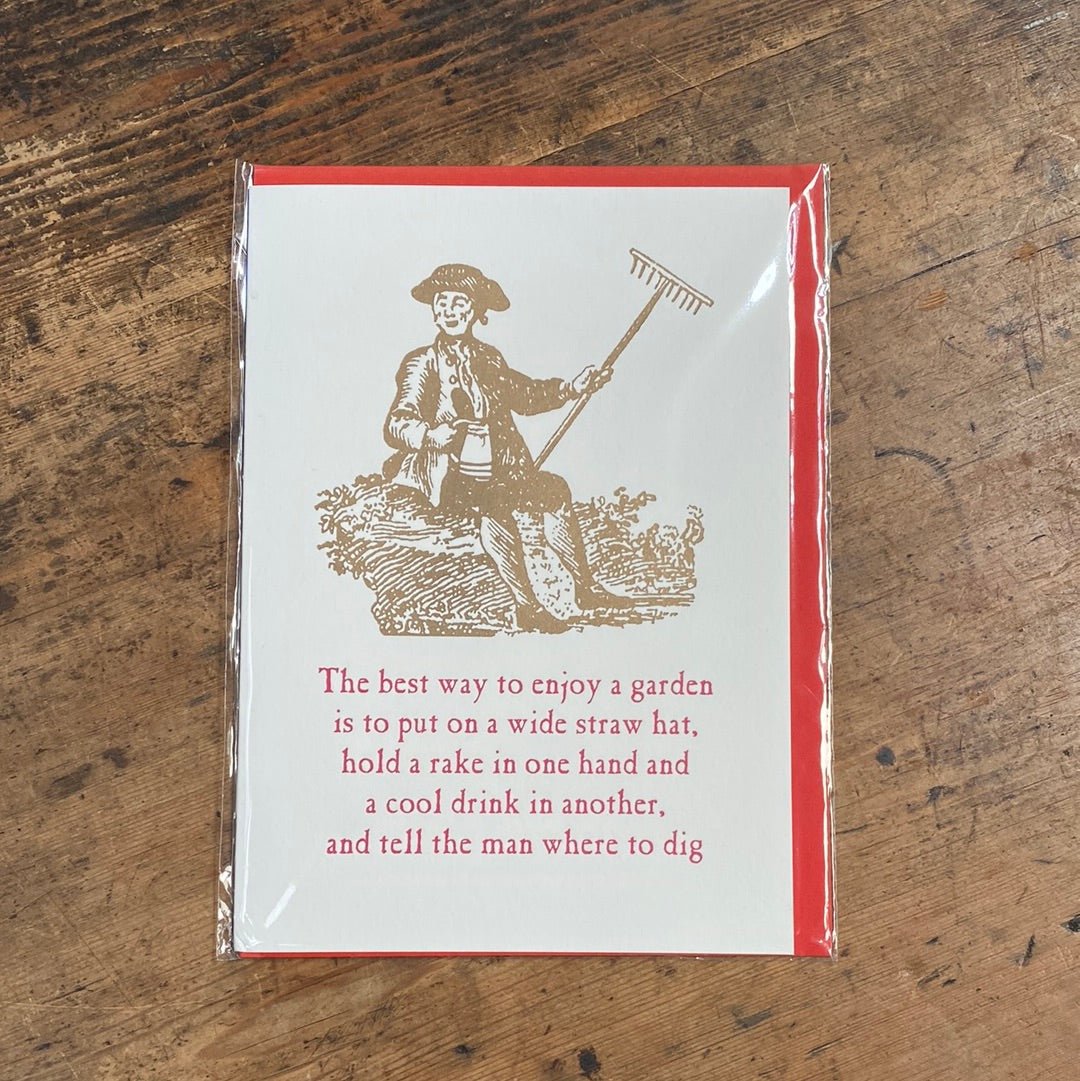 The best way to enjoy a garden
is to put on a wide straw hat,
hold a rake in one hand and
a cool drink in another,
and tell the man where to dig